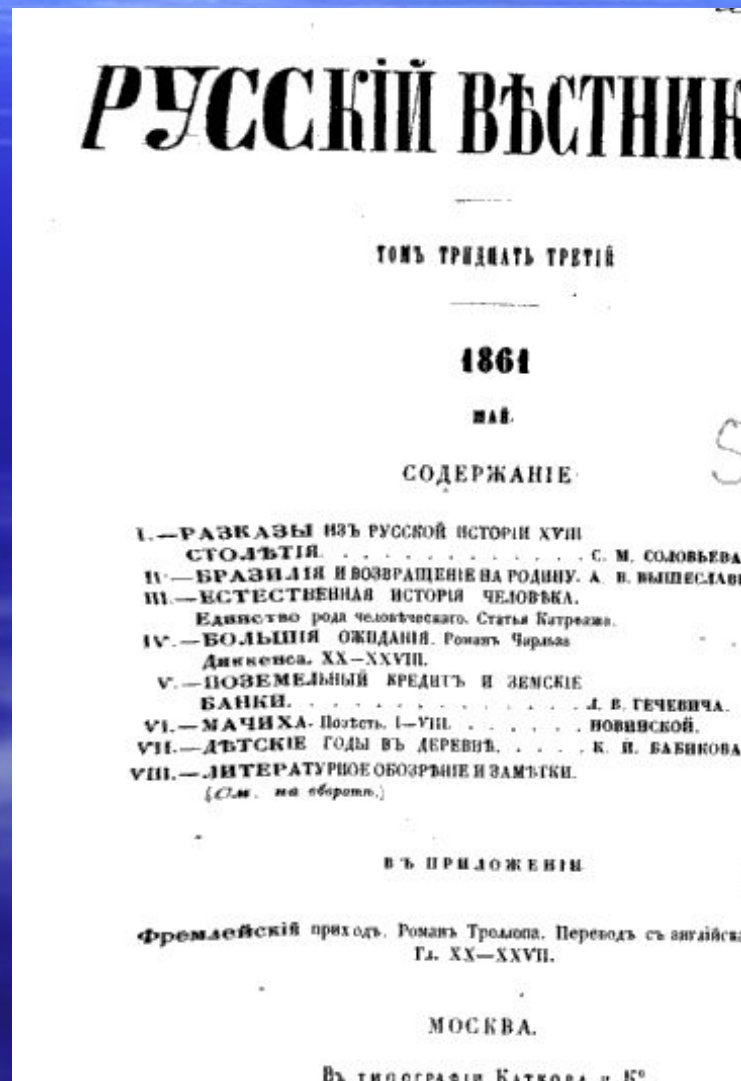 РУССКІЙ ВѢСТНИК
ТОМЪ ТРИДЦАТЬ ТРЕТІЙ
1861
МАЙ.
СОДЕРЖАНІЕ
I.—РАЗКАЗЫ ИЗЪ РУССКОЙ ИСТОРІИ XVIII
СТОЛѢТІЯ. . . . . . . . . . . . . С. М. СОЛОВЬЕВА
II.—БРАЗИЛІЯ И ВОЗВРАЩЕНІЕ НА РОДИНУ. А. В. ВЫШЕСЛАВ
III.—ЕСТЕСТВЕННАЯ ИСТОРІЯ ЧЕЛОВѢКА.
Единство рода человѣческаго. Статья Катрфажа.
IV.—БОЛЬШІЯ ОЖИДАНІЯ. Романъ Чарльза
Диккенса. XX—XXVIII.
V.—ПОЗЕМЕЛЬНЫЙ КРЕДИТЪ И ЗЕМСКІЕ
БАНКИ. . . . . . . . . . . . . . . В. ГЕЧЕВИЧА.
VI.—МАЧИХА. Повѣсть. I—VIII. . . . . . . НОВИНСКОЙ.
VII.—ДѢТСКІЕ ГОДЫ ВЪ ДЕРЕВНѢ. . . . . К. И. БАБИКОВА
VIII.—ЛИТЕРАТУРНОЕ ОБОЗРѢНІЕ И ЗАМѢТКИ.
(См. на оборотѣ.)
ВЪ ПРИЛОЖЕНІИ
Фремлейскій приходъ. Романъ Троллопа. Переводъ съ англійск
Гл. XX—XXVII.
МОСКВА.
Въ типографіи Каткова и Кº